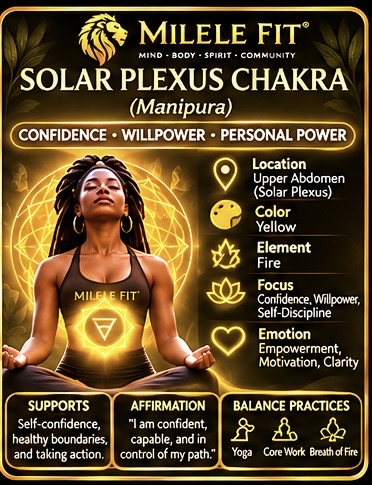 MILELE FIT®
MIND • BODY • SPIRIT • COMMUNITY
SOLAR PLEXUS CHAKRA
(Manipura)
CONFIDENCE • WILLPOWER • PERSONAL POWER
Location
Upper Abdomen
(Solar Plexus)
Color
Yellow
Element
Fire
Focus
Confidence, Willpower,
Self-Discipline
Emotion
Empowerment,
Motivation, Clarity
MILELE FIT
SUPPORTS
Self-confidence,
healthy boundaries,
and taking action.
AFFIRMATION
"I am confident,
capable, and in
control of my path."
BALANCE PRACTICES
Yoga Core Work Breath of Fire